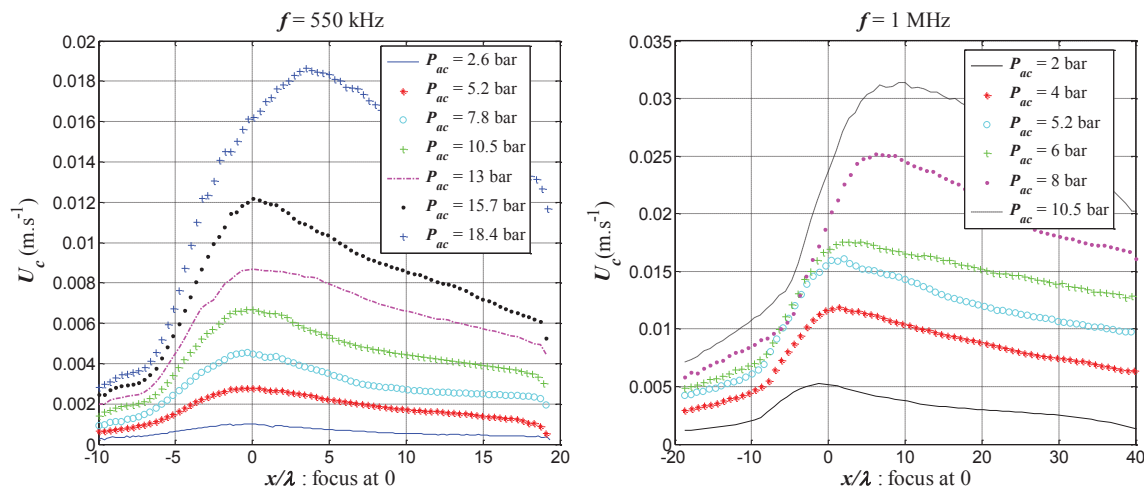 f = 550 kHz
0.02
0.018
0.016
0.014
0.012
0.01
0.008
0.006
0.004
0.002
0
U_c (m.s⁻¹)
P_ac = 2.6 bar
P_ac = 5.2 bar
P_ac = 7.8 bar
P_ac = 10.5 bar
P_ac = 13 bar
P_ac = 15.7 bar
P_ac = 18.4 bar
-10 -5 0 5 10 15 20
x/λ : focus at 0
f = 1 MHz
0.035
0.03
0.025
0.02
0.015
0.01
0.005
0
U_c (m.s⁻¹)
P_ac = 2 bar
P_ac = 4 bar
P_ac = 5.2 bar
P_ac = 6 bar
P_ac = 8 bar
P_ac = 10.5 bar
-20 -10 0 10 20 30 40
x/λ : focus at 0